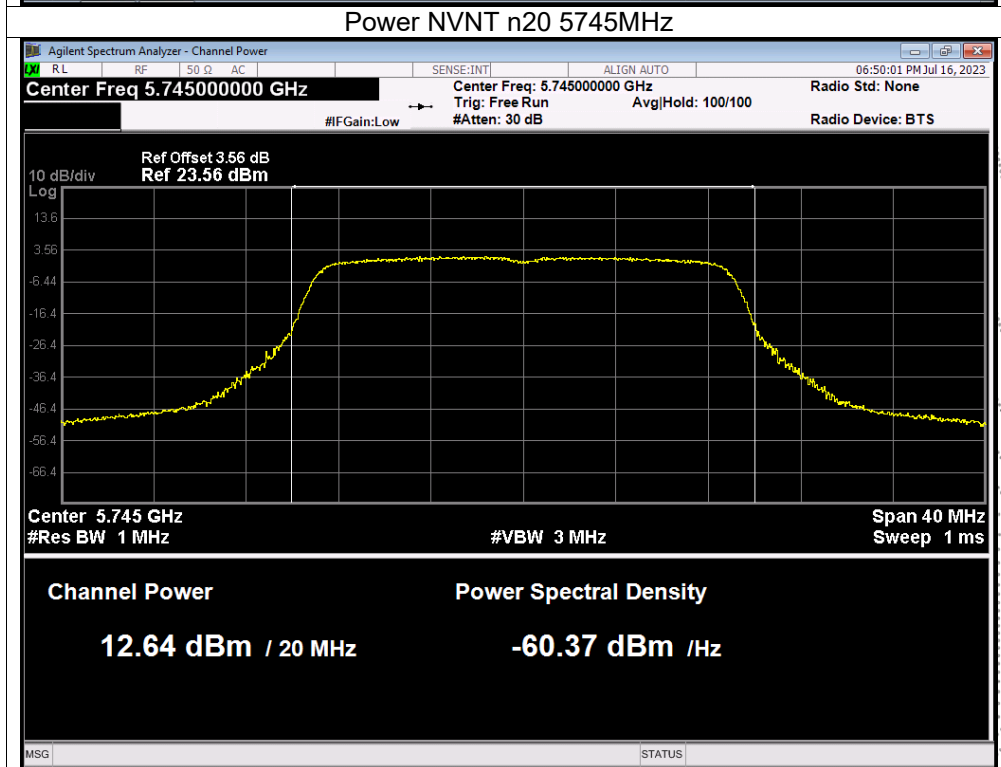 Power NVNT n20 5745MHz
Agilent Spectrum Analyzer - Channel Power
LXI RL RF 50 Ω AC SENSE:INT ALIGN AUTO 06:50:01 PM Jul 16, 2023
Center Freq 5.745000000 GHz Center Freq: 5.745000000 GHz Radio Std: None
Trig: Free Run Avg|Hold: 100/100
#IFGain:Low #Atten: 30 dB Radio Device: BTS
Ref Offset 3.56 dB
10 dB/div Ref 23.56 dBm
Log
13.6
3.56
-6.44
-16.4
-26.4
-36.4
-46.4
-56.4
-66.4
Center 5.745 GHz Span 40 MHz
#Res BW 1 MHz #VBW 3 MHz Sweep 1 ms
Channel Power Power Spectral Density
12.64 dBm / 20 MHz -60.37 dBm /Hz
MSG STATUS